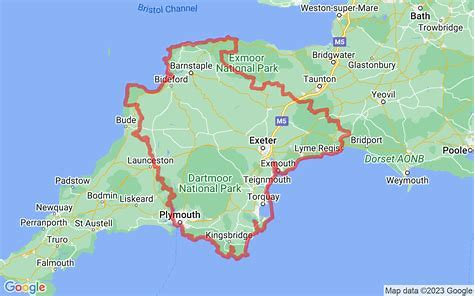 Bristol Channel
Weston-super-Mare
Bath
Trowbridge
M5
Exmoor
National Park
Bridgwater
Glastonbury
Barnstaple
Bideford
Taunton
Yeovil
Bude
M5
Exeter
Lyme Regis
Bridport
Poole
Launceston
Exmouth
Dorset AONB
Dartmoor
National Park
Teignmouth
Weymouth
Padstow
Bodmin
Liskeard
Torquay
Newquay
Plymouth
Perranporth
St Austell
Kingsbridge
Truro
Falmouth
Google
Map data ©2023 Google